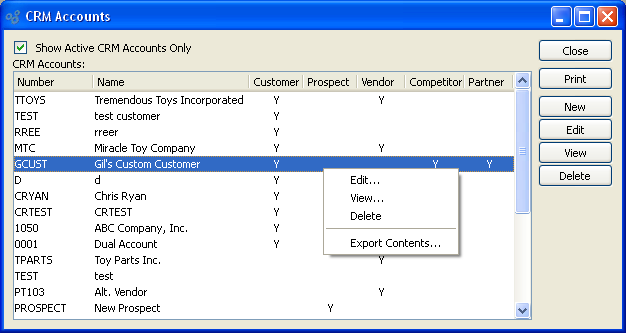 CRM Accounts
Show Active CRM Accounts Only
CRM Accounts:
Number Name Customer Prospect Vendor Competitor Partner
TTOYS Tremendous Toys Incorporated Y Y
TEST test customer Y
RREE rreer Y
MTC Miracle Toy Company Y Y
GCUST Gil's Custom Customer Y Y Y
D d Y
CRYAN Chris Ryan Y
CRTEST CRTEST Y
1050 ABC Company, Inc. Y
0001 Dual Account Y
TPARTS Toy Parts Inc. Y
TEST test
PT103 Alt. Vendor Y
PROSPECT New Prospect Y
Edit...
View...
Delete
Export Contents...
Close
Print
New
Edit
View
Delete